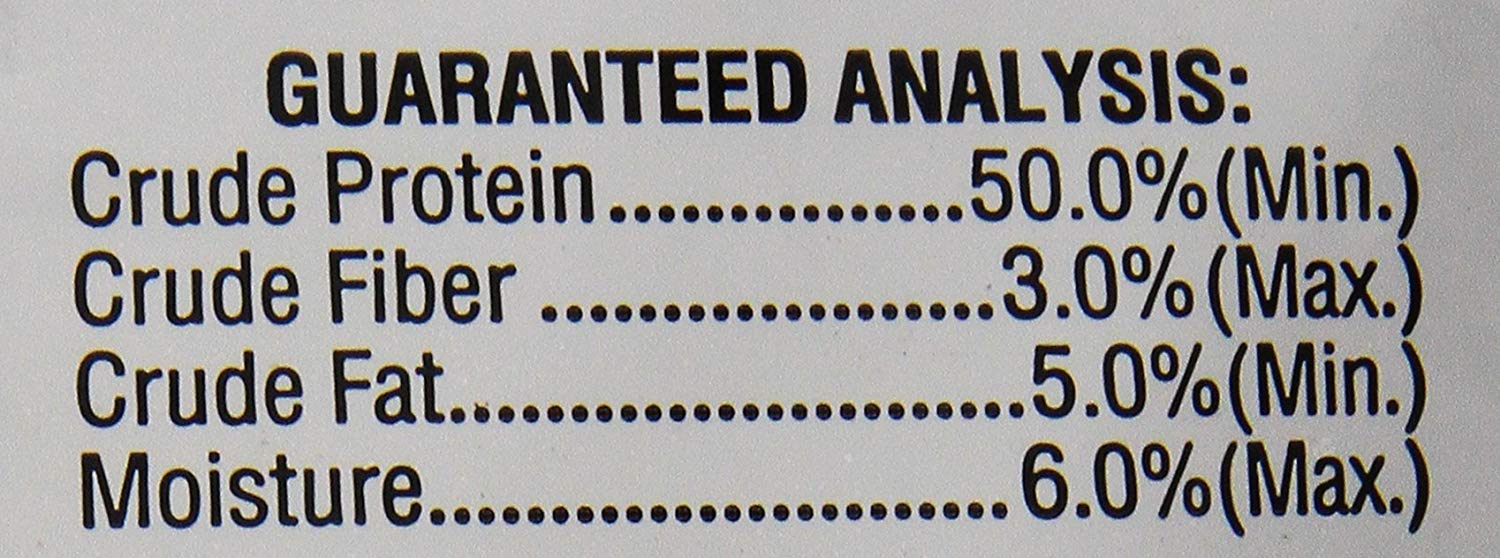 GUARANTEED ANALYSIS:
Crude Protein...............50.0%(Min.)
Crude Fiber ...................3.0%(Max.)
Crude Fat........................5.0%(Min.)
Moisture........................6.0%(Max.)